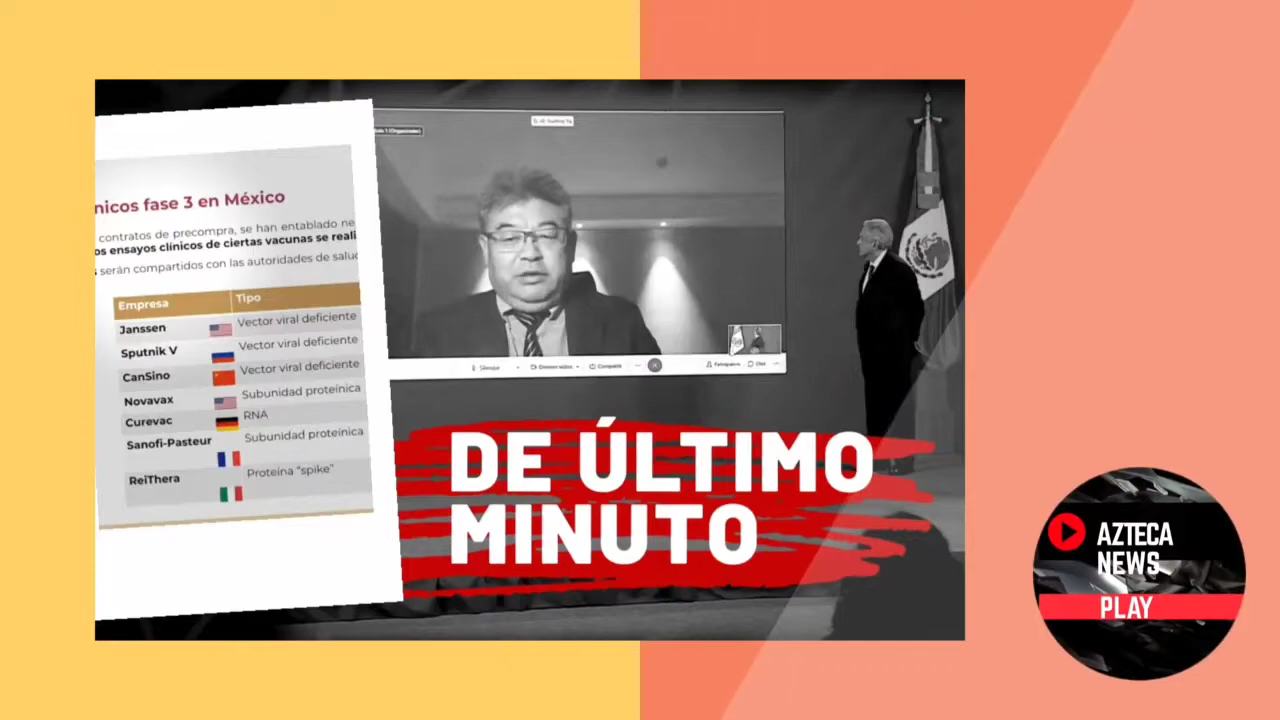 nicos fase 3 en México
contratos de precompra, se han entablado ne
os ensayos clínicos de ciertas vacunas se reali
serán compartidos con las autoridades de salud
Empresa Tipo
Janssen Vector viral deficiente
Sputnik V Vector viral deficiente
CanSino Vector viral deficiente
Novavax Subunidad proteínica
Curevac RNA
Sanofi-Pasteur Subunidad proteínica
ReiThera Proteína "spike"
DE ÚLTIMO
MINUTO
AZTECA
NEWS
PLAY